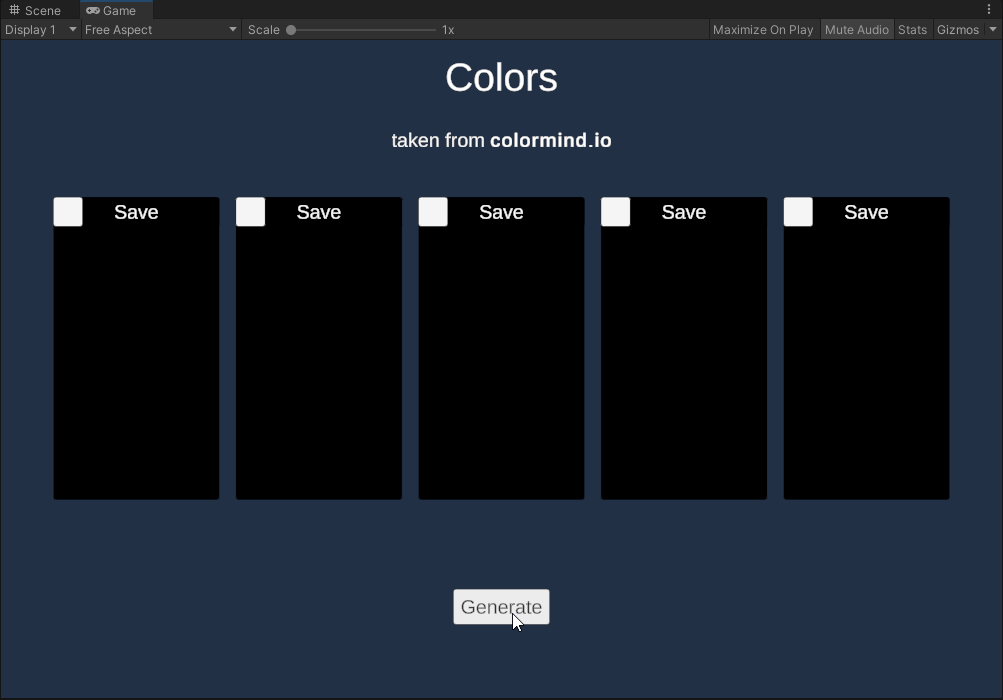 Scene Game
Display 1 Free Aspect Scale 1x Maximize On Play Mute Audio Stats Gizmos
Colors
taken from colormind.io
Save Save Save Save Save
Generate